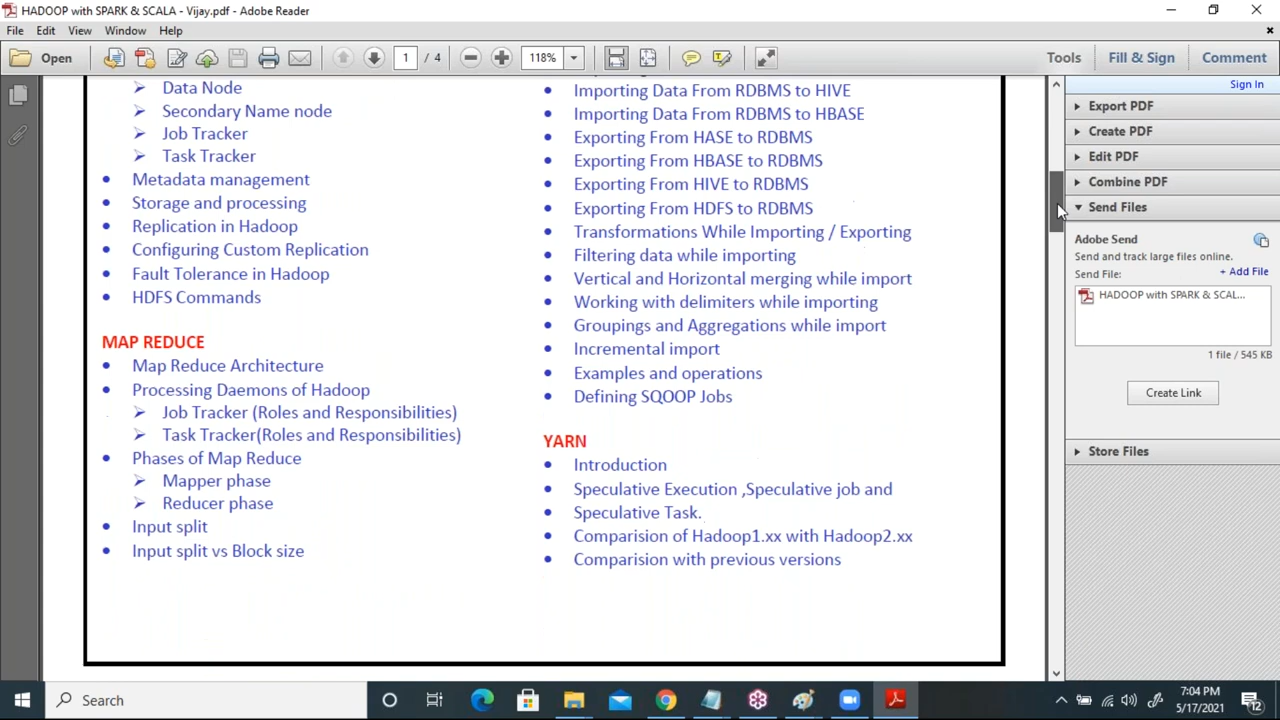 HADOOP with SPARK & SCALA - Vijay.pdf - Adobe Reader
File Edit View Window Help
Open 1 / 4 118% Tools Fill & Sign Comment
Data Node
Secondary Name node
Job Tracker
Task Tracker
Metadata management
Storage and processing
Replication in Hadoop
Configuring Custom Replication
Fault Tolerance in Hadoop
HDFS Commands
MAP REDUCE
Map Reduce Architecture
Processing Daemons of Hadoop
Job Tracker (Roles and Responsibilities)
Task Tracker(Roles and Responsibilities)
Phases of Map Reduce
Mapper phase
Reducer phase
Input split
Input split vs Block size
Importing Data From RDBMS to HIVE
Importing Data From RDBMS to HBASE
Exporting From HASE to RDBMS
Exporting From HBASE to RDBMS
Exporting From HIVE to RDBMS
Exporting From HDFS to RDBMS
Transformations While Importing / Exporting
Filtering data while importing
Vertical and Horizontal merging while import
Working with delimiters while importing
Groupings and Aggregations while import
Incremental import
Examples and operations
Defining SQOOP Jobs
YARN
Introduction
Speculative Execution ,Speculative job and
Speculative Task.
Comparision of Hadoop1.xx with Hadoop2.xx
Comparision with previous versions
Sign In
Export PDF
Create PDF
Edit PDF
Combine PDF
Send Files
Adobe Send
Send and track large files online.
Send File: + Add File
HADOOP with SPARK & SCAL...
1 file / 545 KB
Create Link
Store Files
Search
7:04 PM
5/17/2021
12